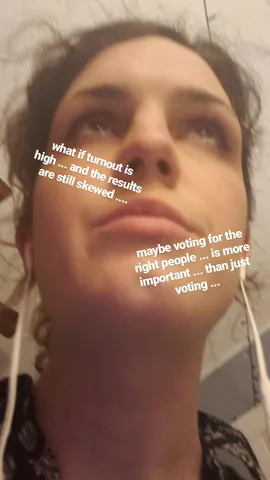 what if turnout is
high ... and the results
are still skewed ....
maybe voting for the
right people ... is more
important ... than just
voting ...